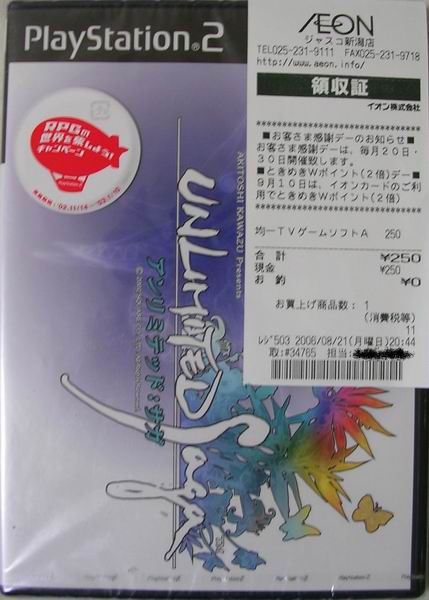 PlayStation®2
RPGの
世界を旅しよう!
キャンペーン
AKITOSHI KAWAZU Presents
UNLIMITED Saga
アンリミテッド:サガ
ÆON
ジャスコ新潟店
TEL025-231-9111 FAX025-231-9718
http://www.aeon.info/
領収証
イオン株式会社
*****************************
■お客さま感謝デーのお知らせ■
お客さま感謝デーは、毎月20日・
30日開催致します。
■ときめきWポイント(2倍)デー■
9月10日は、イオンカードのご利
用でときめきWポイント(2倍)
*****************************
均一TVゲームソフトA 250
合計 ¥250
現金 ¥250
お釣 ¥0
お買上げ商品数: 1
(消費税等)
11
レジ503 2006/08/21(月曜日)20:44
取:#34765 担当: